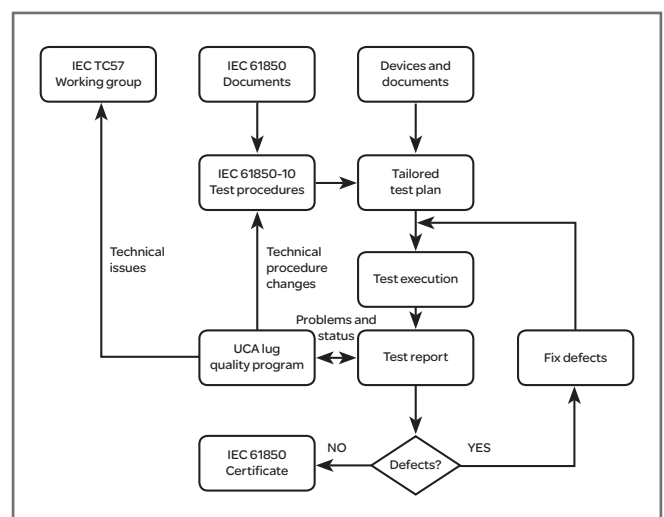 IEC TC57
Working group
IEC 61850
Documents
Devices and
documents
IEC 61850-10
Test procedures
Tailored
test plan
Technical
issues
Technical
procedure
changes
Test execution
Problems and
status
UCA lug
quality program
Test report
Fix defects
NO
YES
IEC 61850
Certificate
Defects?